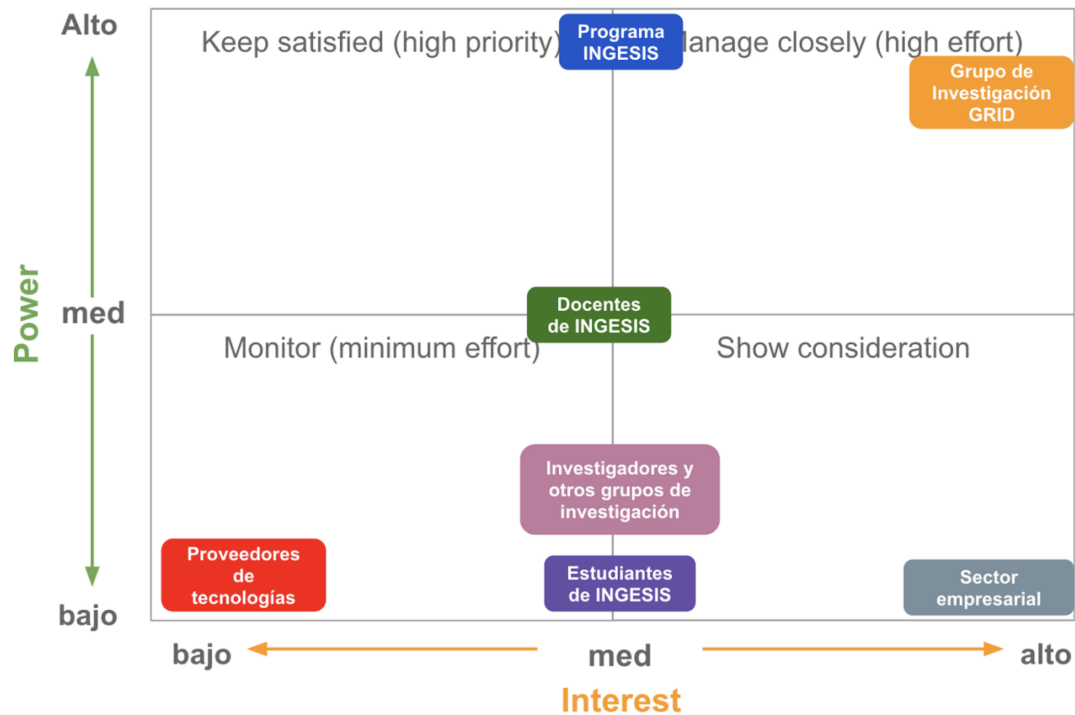 Alto
Keep satisfied (high priority)
Programa
INGESIS
Manage closely (high effort)
Grupo de
Investigación
GRID
Power
med
Docentes
de INGESIS
Monitor (minimum effort)
Show consideration
Investigadores y
otros grupos de
investigación
Proveedores
de
tecnologías
Estudiantes
de INGESIS
Sector
empresarial
bajo
bajo
med
alto
Interest